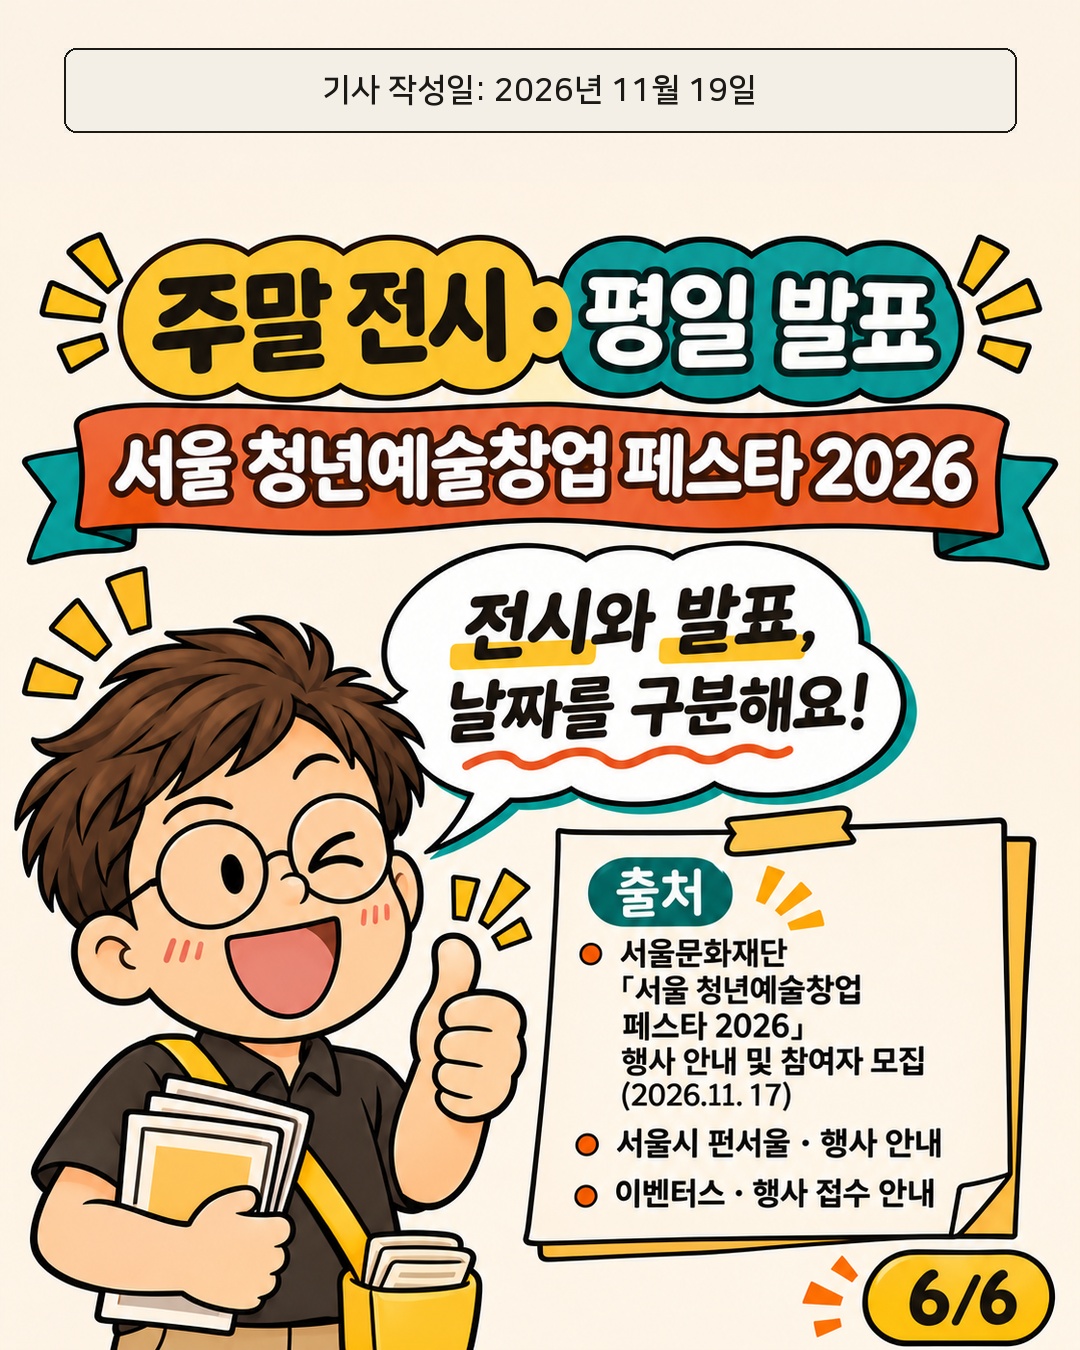 기사 작성일: 2026년 11월 19일
주말 전시 • 평일 발표
서울 청년예술창업 페스타 2026
전시와 발표,
날짜를 구분해요!
출처
서울문화재단
「서울 청년예술창업
페스타 2026」
행사 안내 및 참여자 모집
(2026.11. 17)
서울시 펀서울 · 행사 안내
이벤터스 · 행사 접수 안내
6/6